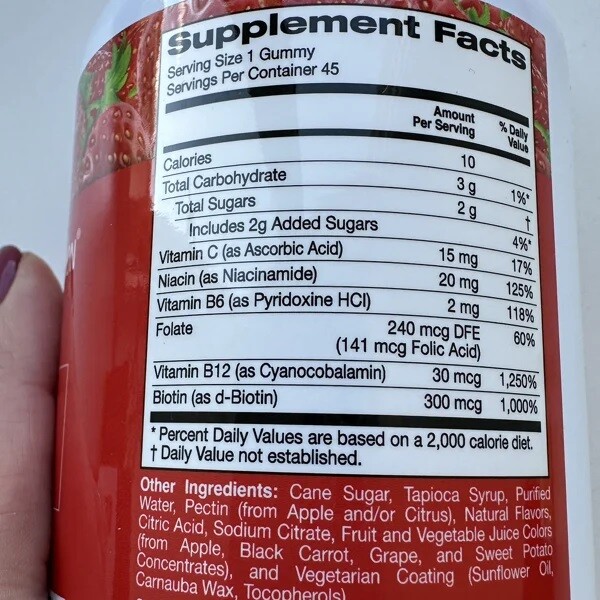 Supplement Facts
Serving Size 1 Gummy
Servings Per Container 45
Amount Per Serving % Daily Value
Calories 10
Total Carbohydrate 3 g 1%*
Total Sugars 2 g †
Includes 2g Added Sugars 4%*
Vitamin C (as Ascorbic Acid) 15 mg 17%
Niacin (as Niacinamide) 20 mg 125%
Vitamin B6 (as Pyridoxine HCl) 2 mg 118%
Folate 240 mcg DFE 60%
(141 mcg Folic Acid)
Vitamin B12 (as Cyanocobalamin) 30 mcg 1,250%
Biotin (as d-Biotin) 300 mcg 1,000%
* Percent Daily Values are based on a 2,000 calorie diet.
† Daily Value not established.
Other Ingredients: Cane Sugar, Tapioca Syrup, Purified
Water, Pectin (from Apple and/or Citrus), Natural Flavors,
Citric Acid, Sodium Citrate, Fruit and Vegetable Juice Colors
(from Apple, Black Carrot, Grape, and Sweet Potato
Concentrates), and Vegetarian Coating (Sunflower Oil,
Carnauba Wax, Tocopherols)